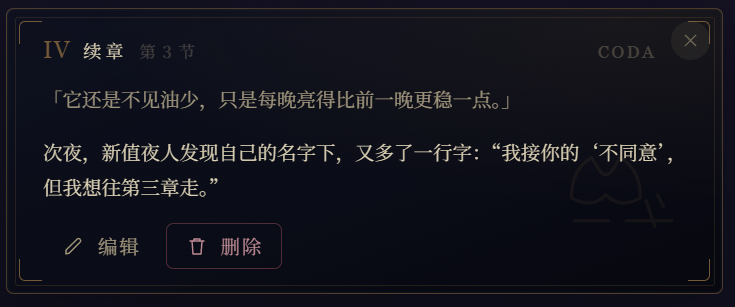 IV 续章 第 3 节 CODA
「它还是不见油少，只是每晚亮得比前一晚更稳一点。」
次夜，新值夜人发现自己的名字下，又多了一行字：“我接你的‘不同意’，
但我想往第三章走。”
编辑 删除